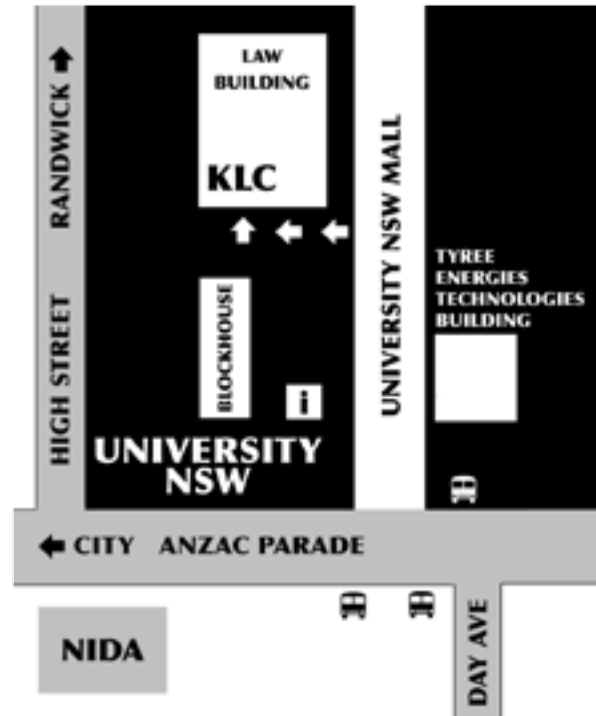 LAW
BUILDING
KLC
RANDWICK
HIGH STREET
UNIVERSITY NSW MALL
TYREE
ENERGIES
TECHNOLOGIES
BUILDING
BLOCKHOUSE
i
UNIVERSITY
NSW
CITY ANZAC PARADE
NIDA
DAY AVE